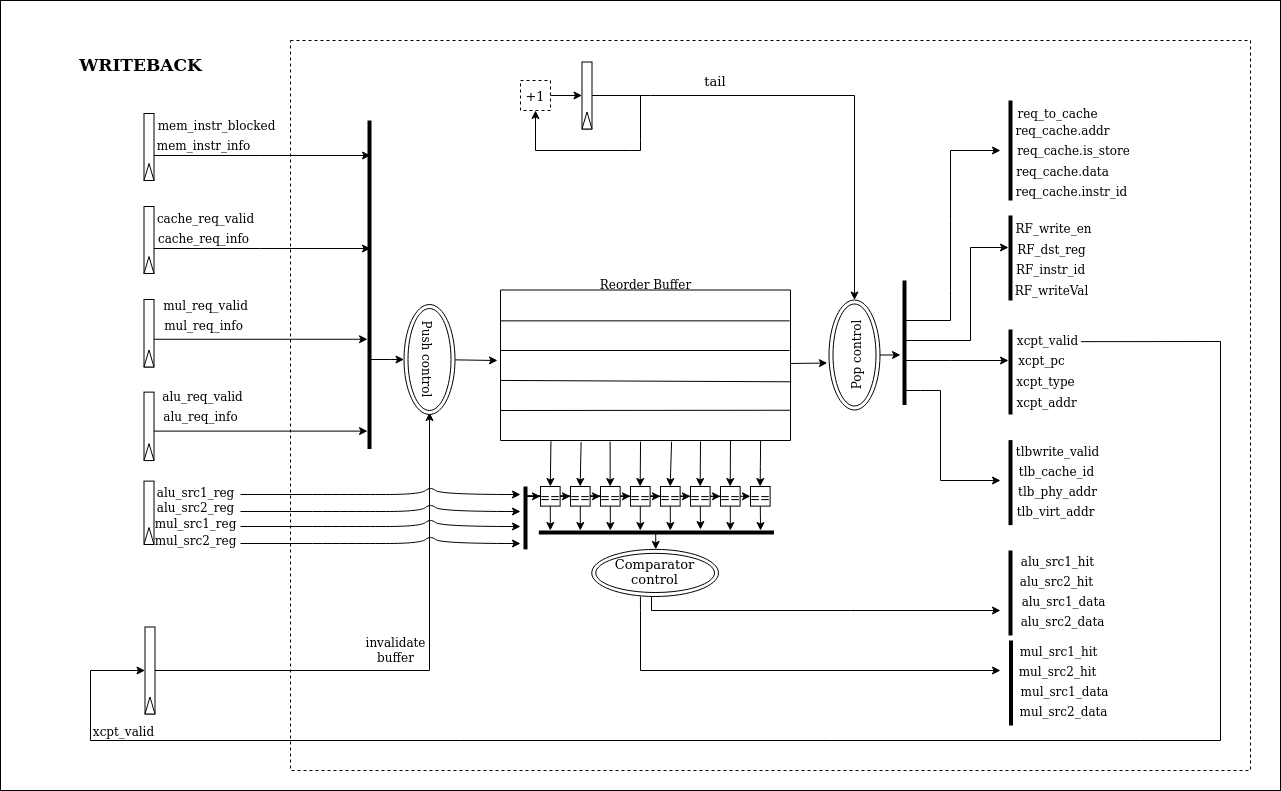 WRITEBACK
+1
tail
mem_instr_blocked
mem_instr_info
cache_req_valid
cache_req_info
mul_req_valid
mul_req_info
alu_req_valid
alu_req_info
alu_src1_reg
alu_src2_reg
mul_src1_reg
mul_src2_reg
Push control
Reorder Buffer
Pop control
==
==
==
==
==
==
==
==
Comparator
control
invalidate
buffer
xcpt_valid
req_to_cache
req_cache.addr
req_cache.is_store
req_cache.data
req_cache.instr_id
RF_write_en
RF_dst_reg
RF_instr_id
RF_writeVal
xcpt_valid
xcpt_pc
xcpt_type
xcpt_addr
tlbwrite_valid
tlb_cache_id
tlb_phy_addr
tlb_virt_addr
alu_src1_hit
alu_src2_hit
alu_src1_data
alu_src2_data
mul_src1_hit
mul_src2_hit
mul_src1_data
mul_src2_data